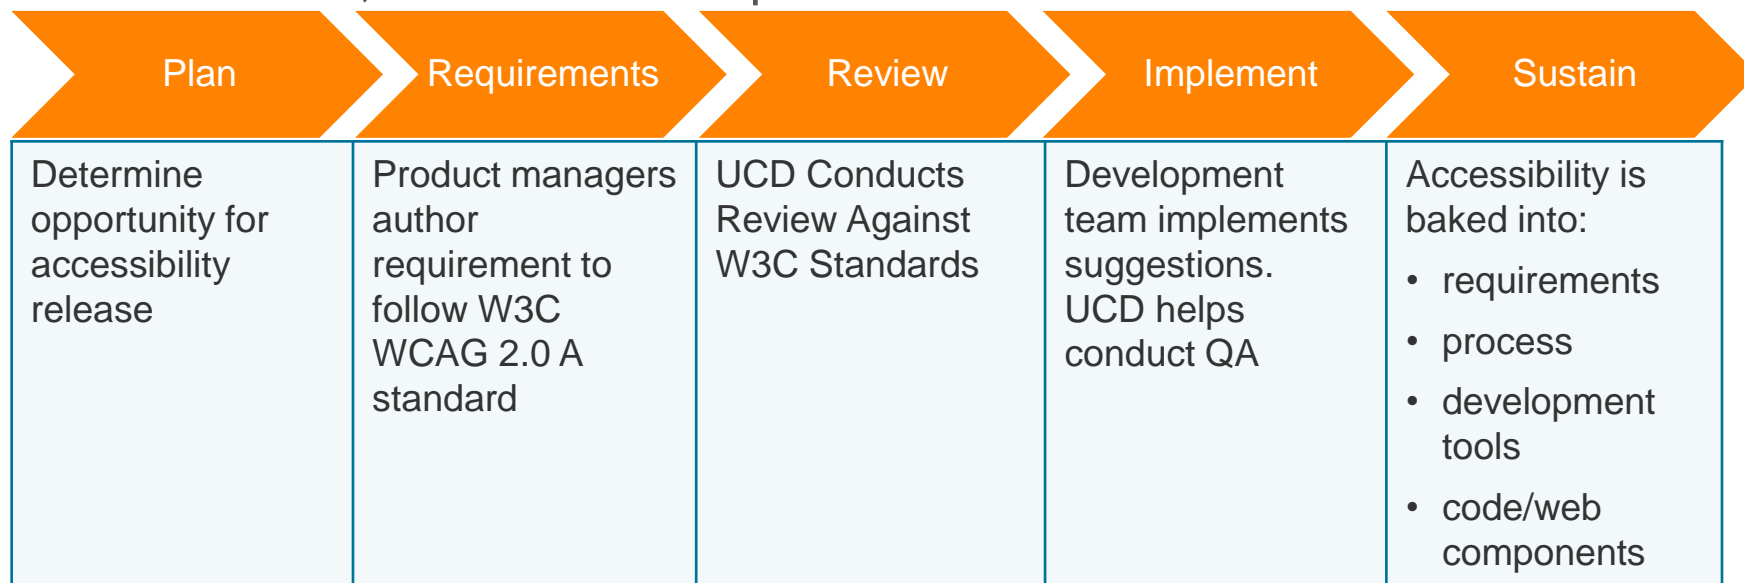 Plan
Requirements
Review
Implement
Sustain
Determine
opportunity for
accessibility
release
Product managers
author
requirement to
follow W3C
WCAG 2.0 A
standard
UCD Conducts
Review Against
W3C Standards
Development
team implements
suggestions.
UCD helps
conduct QA
Accessibility is
baked into:
• requirements
• process
• development
tools
• code/web
components